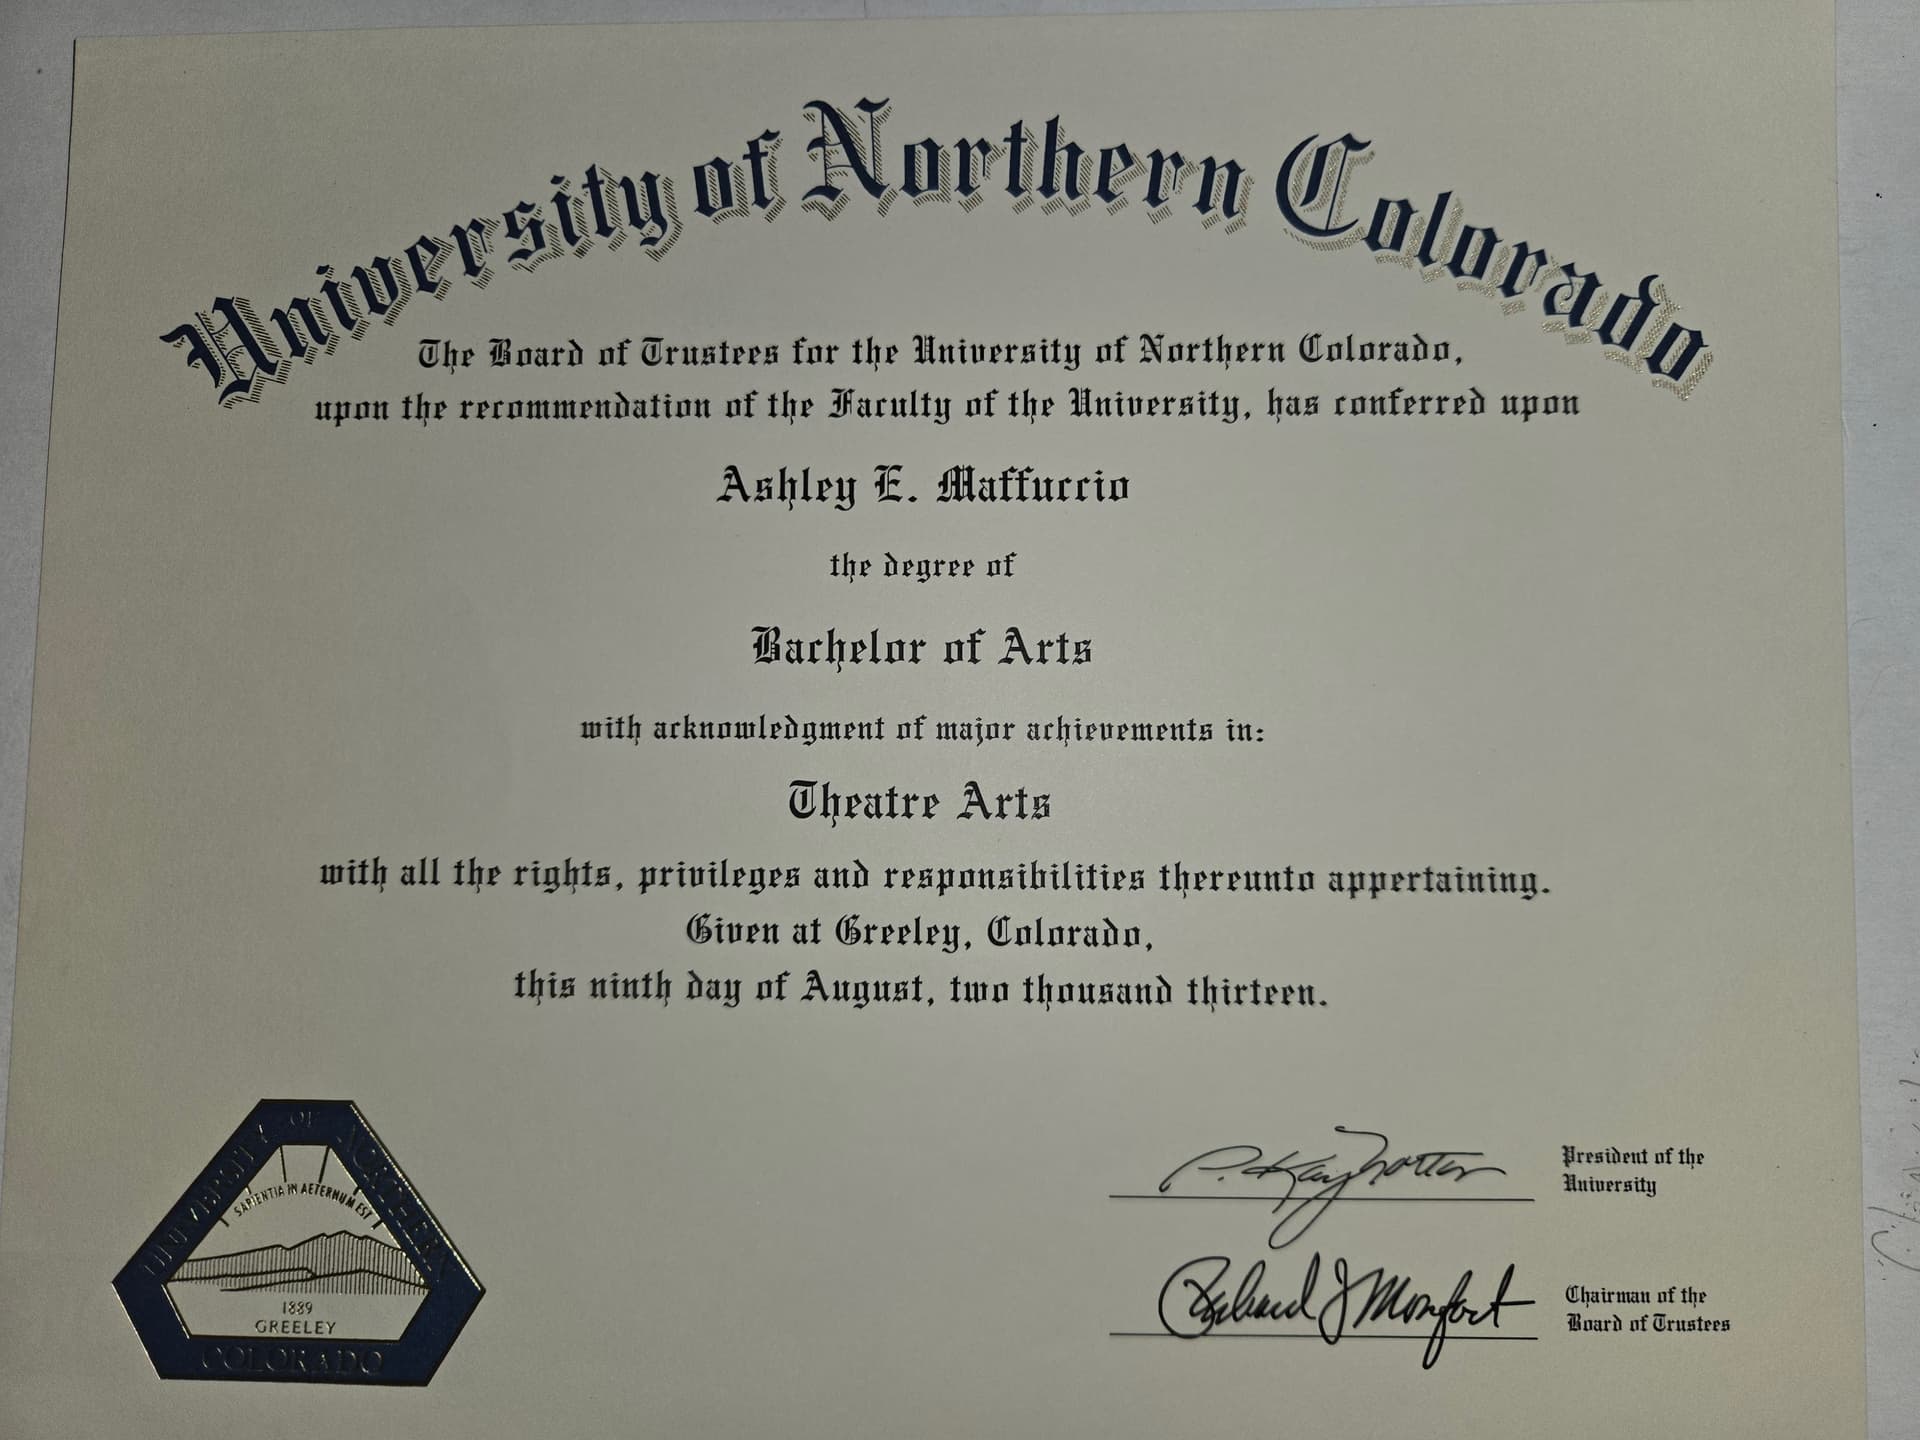 University of Northern Colorado
The Board of Trustees for the University of Northern Colorado,
upon the recommendation of the Faculty of the University, has conferred upon
Ashley E. Maffuccio
the degree of
Bachelor of Arts
with acknowledgment of major achievements in:
Theatre Arts
with all the rights, privileges and responsibilities thereunto appertaining.
Given at Greeley, Colorado,
this ninth day of August, two thousand thirteen.
UNIVERSITY OF NORTHERN
SAPIENTIA IN AETERNUM EST
1889
GREELEY
COLORADO
P. Kay Norton
President of the
University
Richard J Monfort
Chairman of the
Board of Trustees